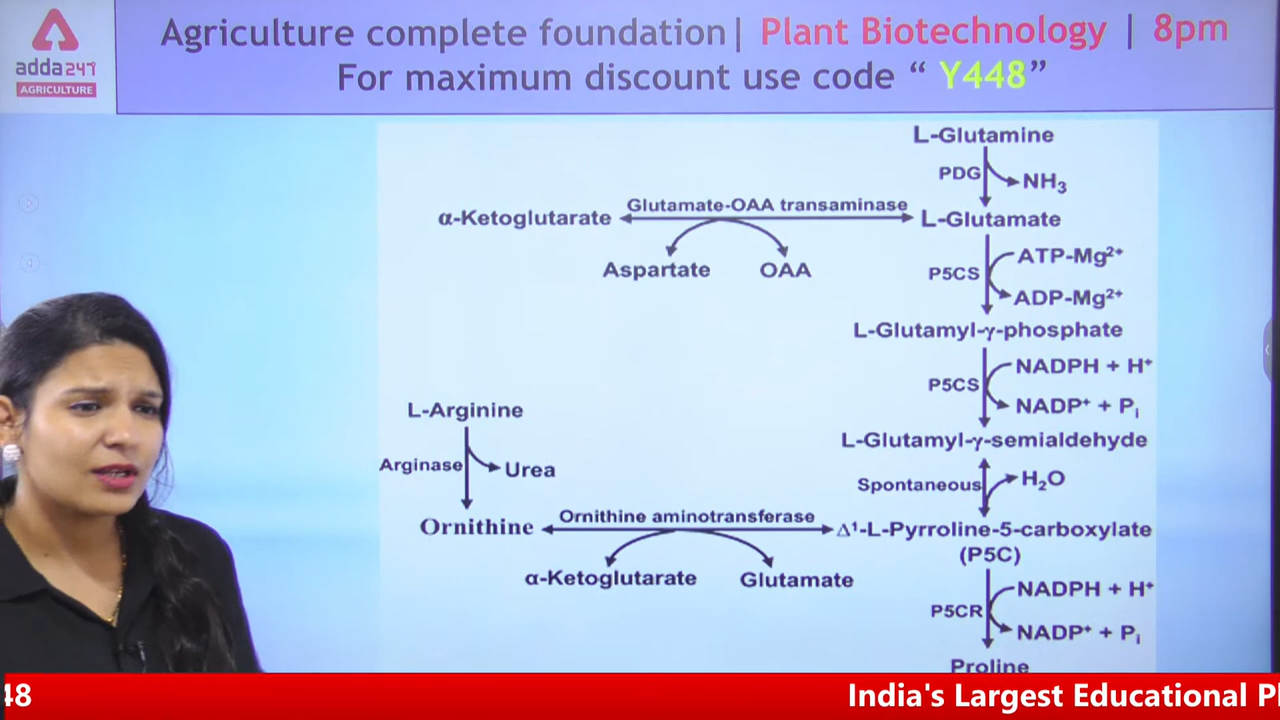 Agriculture complete foundation| Plant Biotechnology | 8pm
For maximum discount use code “ Y448”
adda247
AGRICULTURE
L-Glutamine
PDG NH₃
Glutamate-OAA transaminase
α-Ketoglutarate L-Glutamate
Aspartate OAA
P5CS ATP-Mg²⁺
ADP-Mg²⁺
L-Glutamyl-γ-phosphate
P5CS NADPH + H⁺
NADP⁺ + Pᵢ
L-Arginine
L-Glutamyl-γ-semialdehyde
Arginase Urea
Spontaneous H₂O
Ornithine aminotransferase
Ornithine Δ¹-L-Pyrroline-5-carboxylate
(P5C)
α-Ketoglutarate Glutamate
P5CR NADPH + H⁺
NADP⁺ + Pᵢ
Proline
48 India's Largest Educational Pl